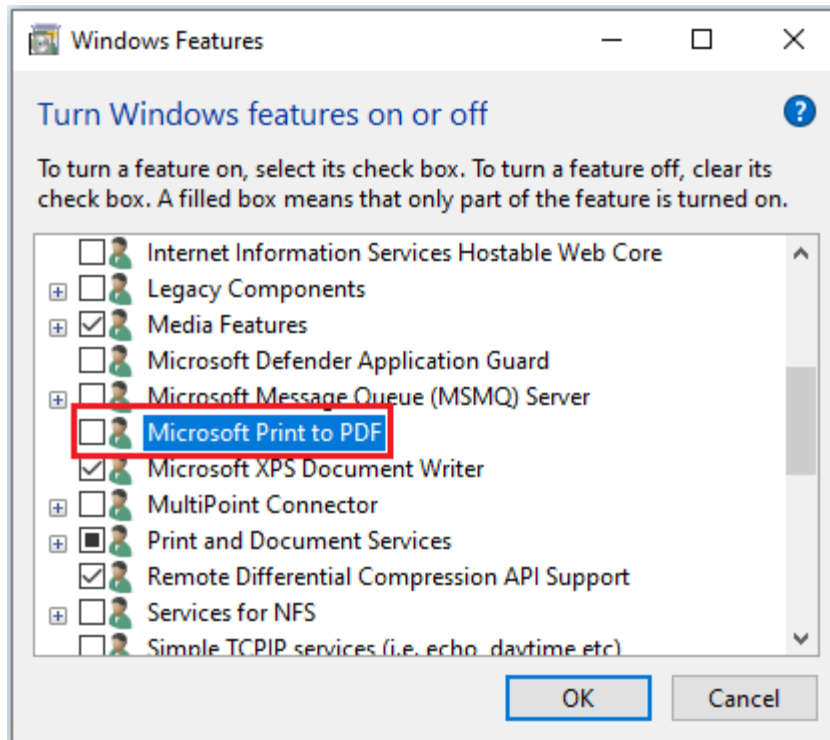 Windows Features
Turn Windows features on or off
?
To turn a feature on, select its check box. To turn a feature off, clear its
check box. A filled box means that only part of the feature is turned on.
Internet Information Services Hostable Web Core
Legacy Components
Media Features
Microsoft Defender Application Guard
Microsoft Message Queue (MSMQ) Server
Microsoft Print to PDF
Microsoft XPS Document Writer
MultiPoint Connector
Print and Document Services
Remote Differential Compression API Support
Services for NFS
Simple TCPIP services (i.e. echo, daytime etc)
OK
Cancel